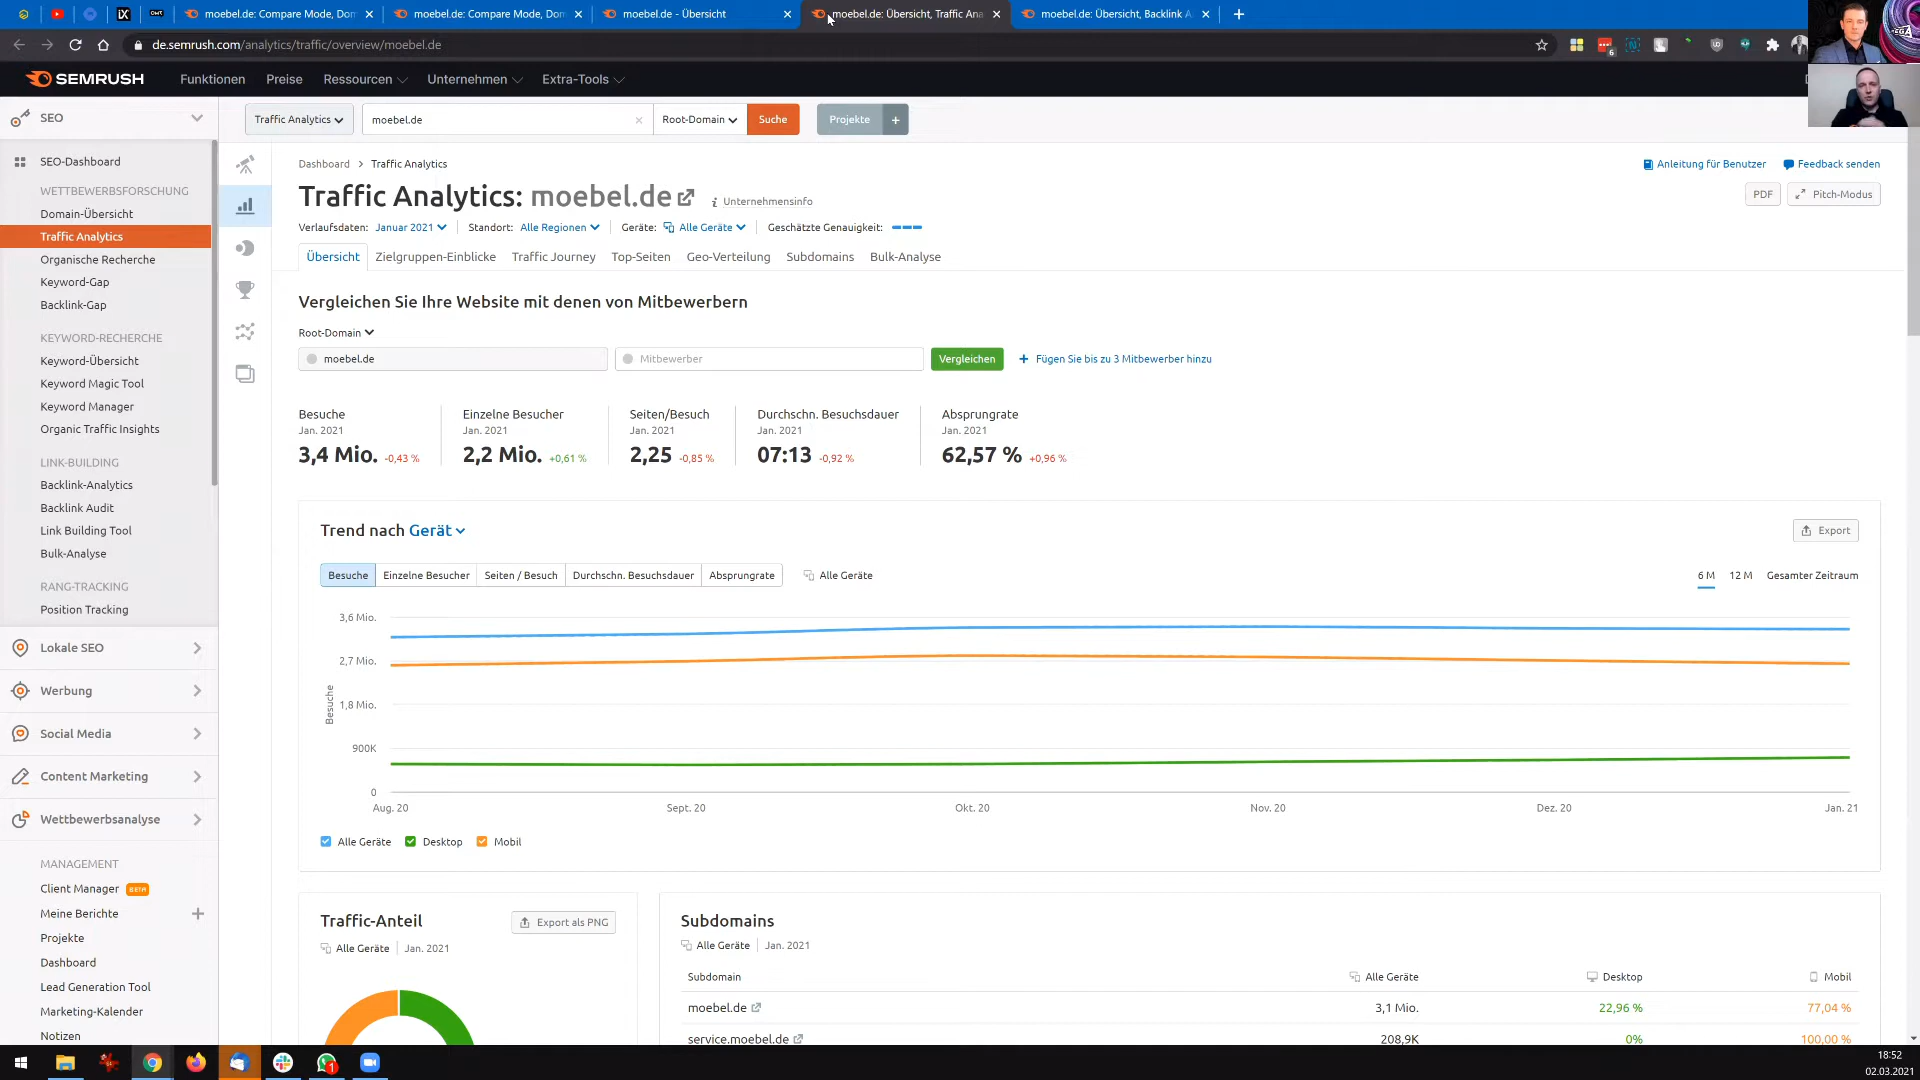 moebel.de: Compare Mode, Dom
moebel.de: Compare Mode, Dom
moebel.de - Übersicht
moebel.de: Übersicht, Traffic Ana
moebel.de: Übersicht, Backlink A
de.semrush.com/analytics/traffic/overview/moebel.de
6
SEMRUSH
Funktionen
Preise
Ressourcen
Unternehmen
Extra-Tools
SEO
Traffic Analytics
moebel.de
Root-Domain
Suche
Projekte
+
SEO-Dashboard
WETTBEWERBSFORSCHUNG
Domain-Übersicht
Traffic Analytics
Organische Recherche
Keyword-Gap
Backlink-Gap
KEYWORD-RECHERCHE
Keyword-Übersicht
Keyword Magic Tool
Keyword Manager
Organic Traffic Insights
LINK-BUILDING
Backlink-Analytics
Backlink Audit
Link Building Tool
Bulk-Analyse
RANG-TRACKING
Position Tracking
Lokale SEO
Werbung
Social Media
Content Marketing
Wettbewerbsanalyse
MANAGEMENT
Client Manager BETA
Meine Berichte
Projekte
Dashboard
Lead Generation Tool
Marketing-Kalender
Notizen
Dashboard > Traffic Analytics
Anleitung für Benutzer
Feedback senden
Traffic Analytics: moebel.de
i Unternehmensinfo
PDF
Pitch-Modus
Verlaufsdaten: Januar 2021
Standort: Alle Regionen
Geräte: Alle Geräte
Geschätzte Genauigkeit:
Übersicht
Zielgruppen-Einblicke
Traffic Journey
Top-Seiten
Geo-Verteilung
Subdomains
Bulk-Analyse
Vergleichen Sie Ihre Website mit denen von Mitbewerbern
Root-Domain
moebel.de
Mitbewerber
Vergleichen
+ Fügen Sie bis zu 3 Mitbewerber hinzu
Besuche
Jan. 2021
3,4 Mio. -0,43 %
Einzelne Besucher
Jan. 2021
2,2 Mio. +0,61 %
Seiten/Besuch
Jan. 2021
2,25 -0,85 %
Durchschn. Besuchsdauer
Jan. 2021
07:13 -0,92 %
Absprungrate
Jan. 2021
62,57 % +0,96 %
Trend nach Gerät
Export
Besuche
Einzelne Besucher
Seiten / Besuch
Durchschn. Besuchsdauer
Absprungrate
Alle Geräte
6 M
12 M
Gesamter Zeitraum
Besuche
3,6 Mio.
2,7 Mio.
1,8 Mio.
900K
0
Aug. 20
Sept. 20
Okt. 20
Nov. 20
Dez. 20
Jan. 21
Alle Geräte
Desktop
Mobil
Traffic-Anteil
Export als PNG
Alle Geräte
Jan. 2021
Subdomains
Alle Geräte
Jan. 2021
Subdomain
Alle Geräte
Desktop
Mobil
moebel.de
3,1 Mio.
22,96 %
77,04 %
service.moebel.de
208,9K
0%
100,00 %
1
18:52
02.03.2021